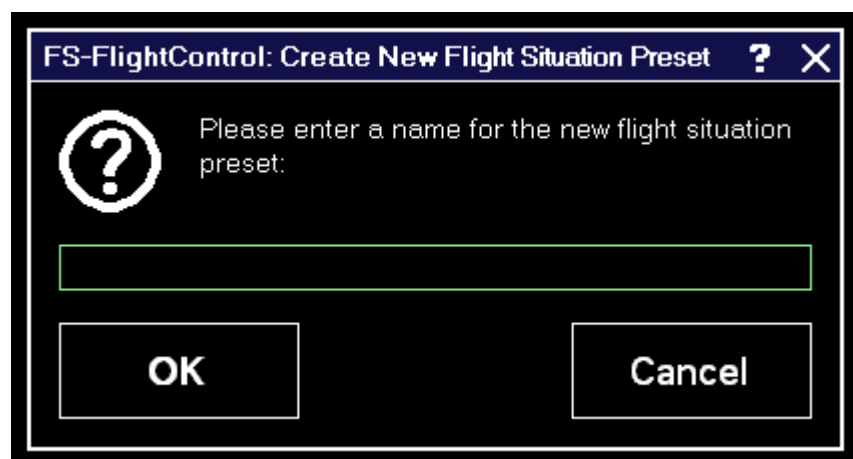 FS-FlightControl: Create New Flight Situation Preset ? X
?
Please enter a name for the new flight situation
preset:
OK Cancel